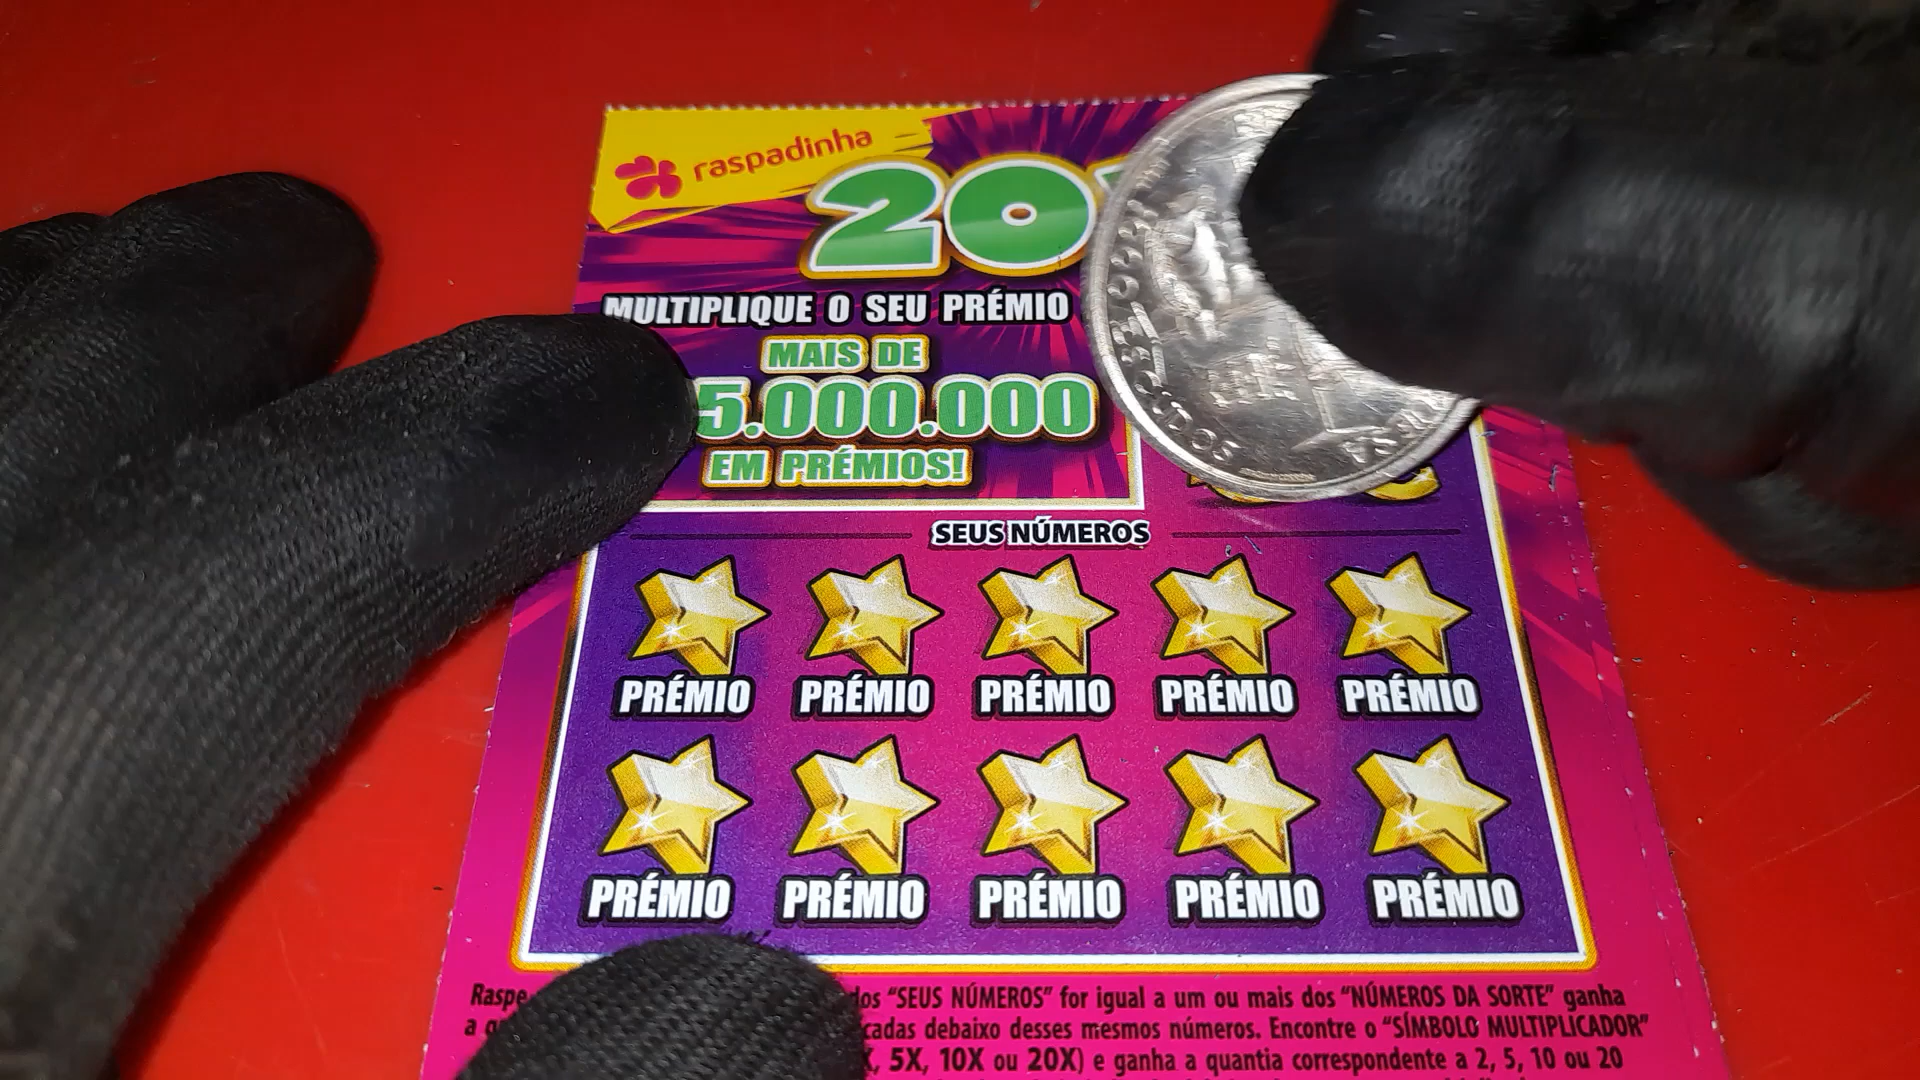 raspadinha
20
MULTIPLIQUE O SEU PRÉMIO
MAIS DE
5.000.000
EM PRÉMIOS!
SEUS NÚMEROS
PRÉMIO PRÉMIO PRÉMIO PRÉMIO PRÉMIO
PRÉMIO PRÉMIO PRÉMIO PRÉMIO PRÉMIO
Raspe dos "SEUS NÚMEROS" for igual a um ou mais dos "NÚMEROS DA SORTE" ganha
a cadas debaixo desses mesmos números. Encontre o "SÍMBOLO MULTIPLICADOR"
5X, 10X ou 20X) e ganha a quantia correspondente a 2, 5, 10 ou 20